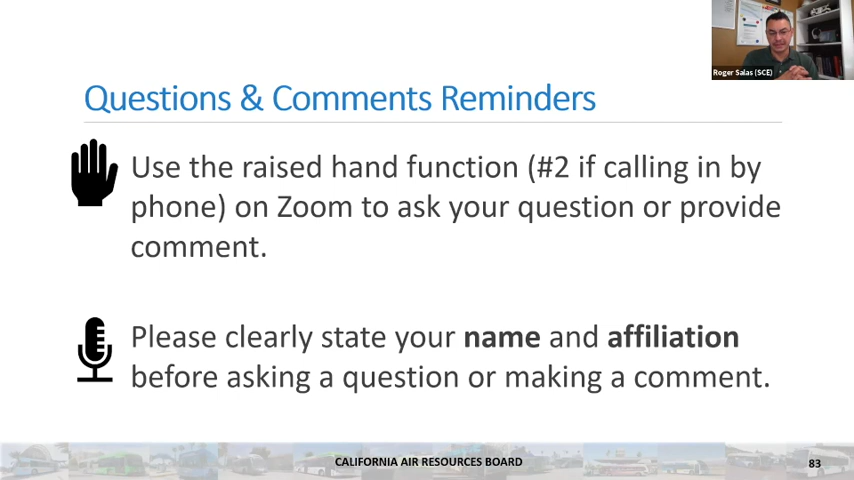 Roger Salas (SCE)
Questions & Comments Reminders
Use the raised hand function (#2 if calling in by
phone) on Zoom to ask your question or provide
comment.
Please clearly state your name and affiliation
before asking a question or making a comment.
CALIFORNIA AIR RESOURCES BOARD
83